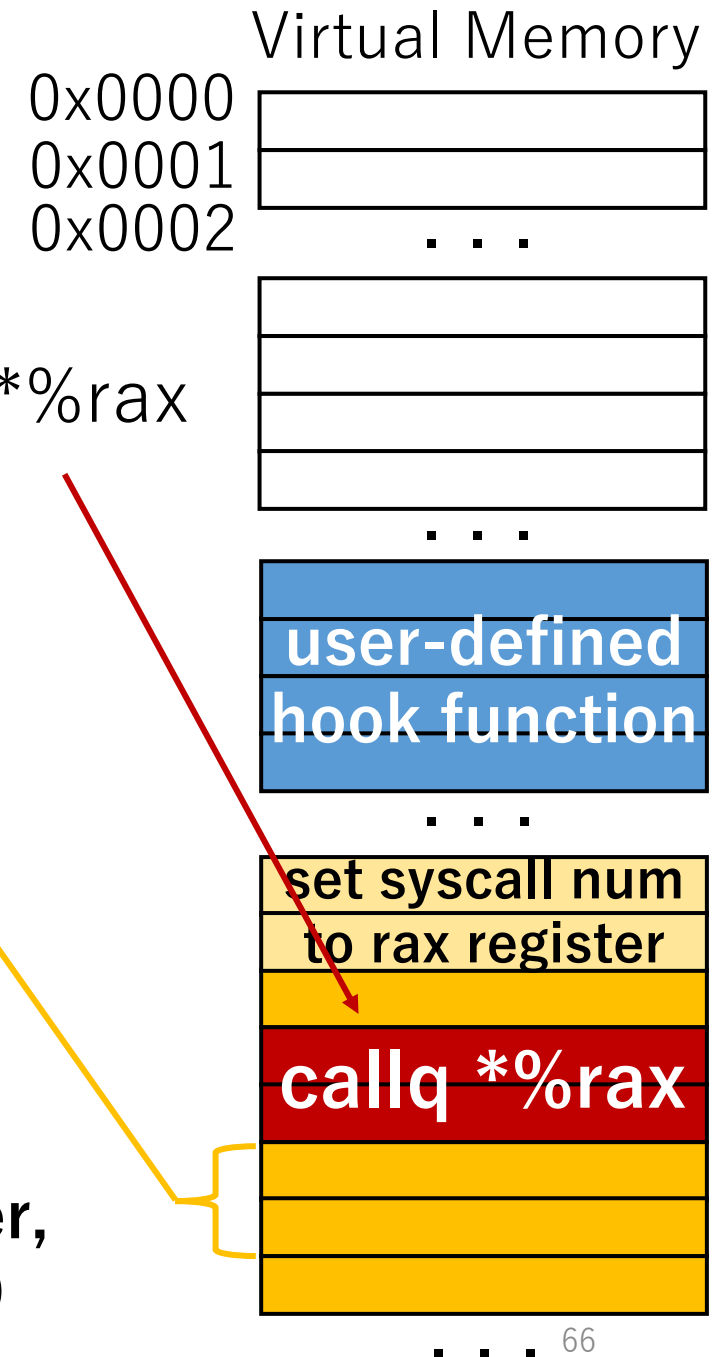 Virtual Memory
0x0000
0x0001
0x0002
. . .
*%rax
. . .
user-defined
hook function
. . .
set syscall num
to rax register
callq *%rax
er,
)
. . .
66